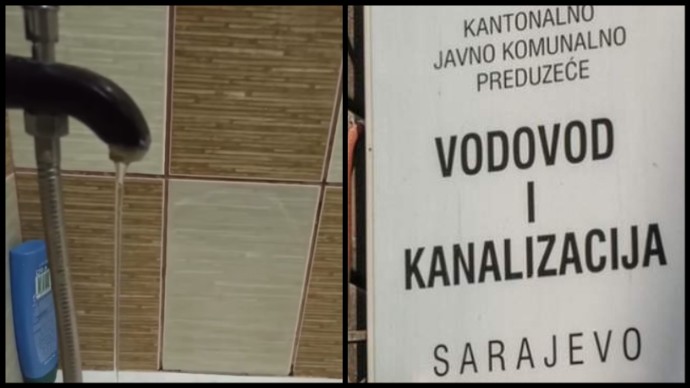 KANTONALNO
JAVNO KOMUNALNO
PREDUZEĆE
VODOVOD
I
KANALIZACIJA
SARAJEVO